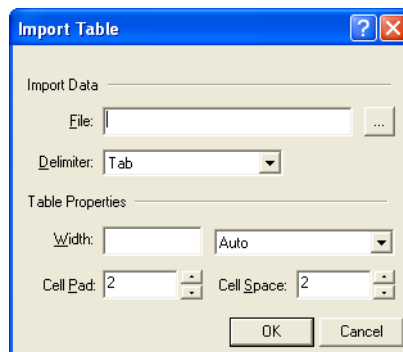 Import Table
Import Data
File:
...
Delimiter: Tab
Table Properties
Width: Auto
Cell Pad: 2 Cell Space: 2
OK Cancel